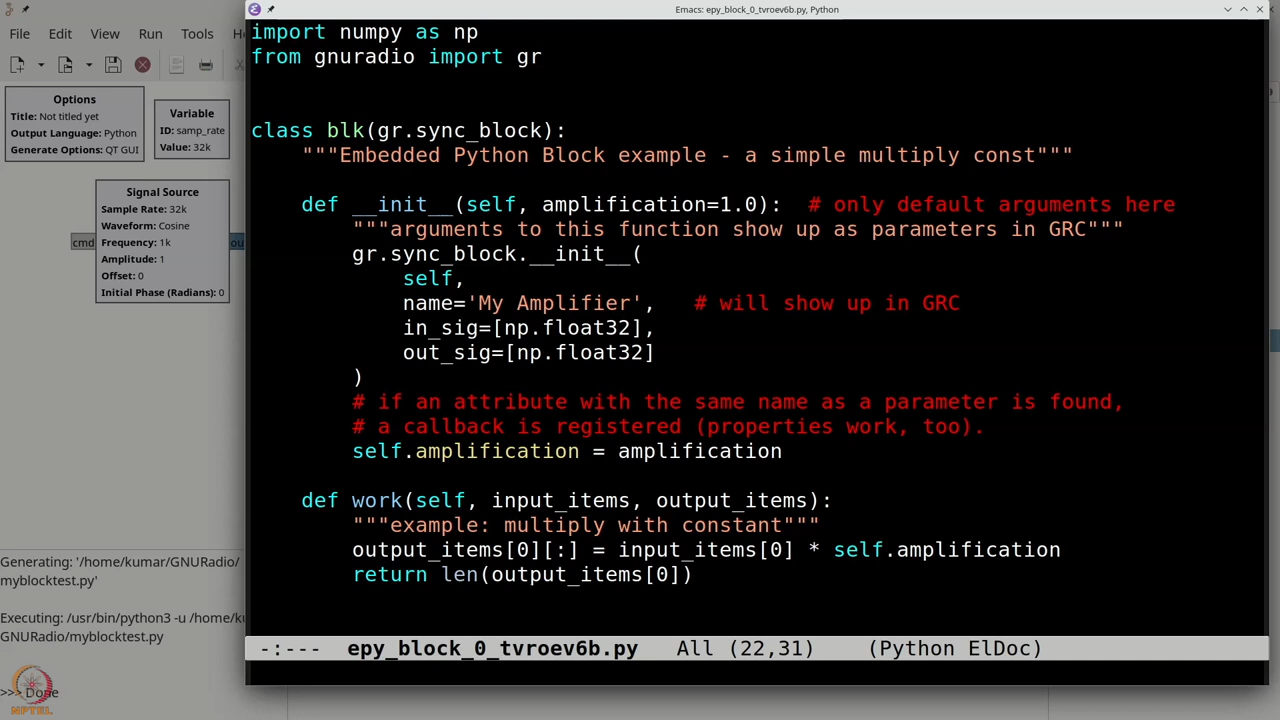 Emacs: epy_block_0_tvroev6b.py, Python
File Edit View Run Tools
Options
Title: Not titled yet
Output Language: Python
Generate Options: QT GUI
Variable
ID: samp_rate
Value: 32k
Signal Source
Sample Rate: 32k
Waveform: Cosine
Frequency: 1k
Amplitude: 1
Offset: 0
Initial Phase (Radians): 0
cmd
import numpy as np
from gnuradio import gr
class blk(gr.sync_block):
"""Embedded Python Block example - a simple multiply const"""
def __init__(self, amplification=1.0):  # only default arguments here
"""arguments to this function show up as parameters in GRC"""
gr.sync_block.__init__(
self,
name='My Amplifier',   # will show up in GRC
in_sig=[np.float32],
out_sig=[np.float32]
)
# if an attribute with the same name as a parameter is found,
# a callback is registered (properties work, too).
self.amplification = amplification
def work(self, input_items, output_items):
"""example: multiply with constant"""
output_items[0][:] = input_items[0] * self.amplification
return len(output_items[0])
-:---  epy_block_0_tvroev6b.py   All (22,31)    (Python ElDoc)
Generating: '/home/kumar/GNURadio/
myblocktest.py'
Executing: /usr/bin/python3 -u /home/ku
GNURadio/myblocktest.py
>>> Done
NPTEL